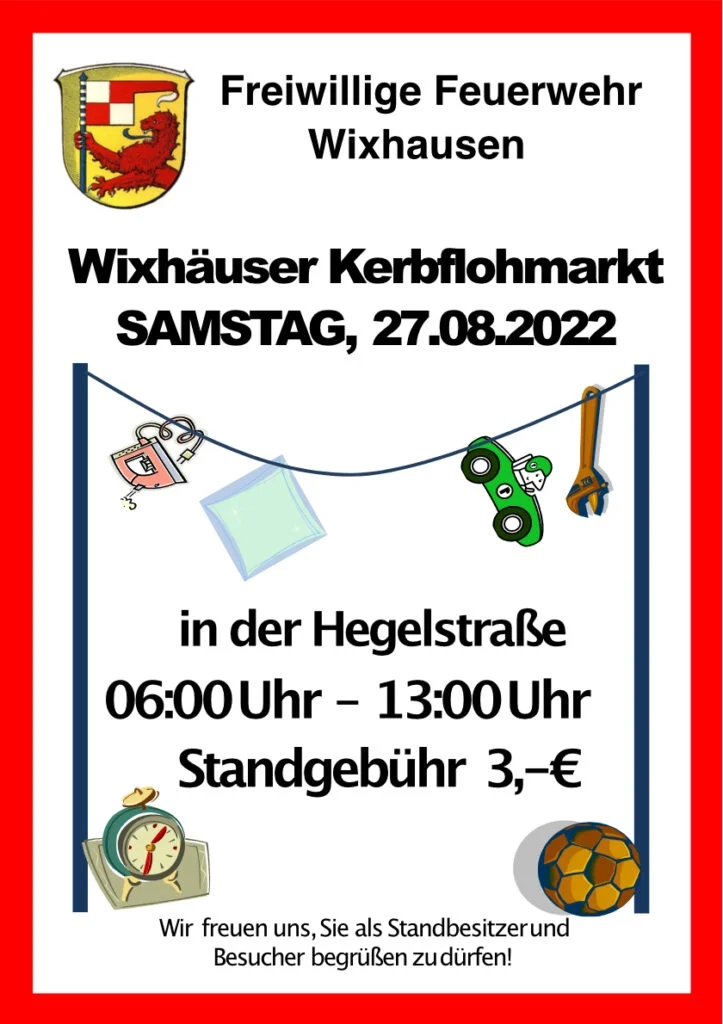 Freiwillige Feuerwehr
Wixhausen
Wixhäuser Kerbflohmarkt
SAMSTAG, 27.08.2022
1
in der Hegelstraße
06:00 Uhr - 13:00 Uhr
Standgebühr 3,-€
Wir freuen uns, Sie als Standbesitzer und
Besucher begrüßen zu dürfen!